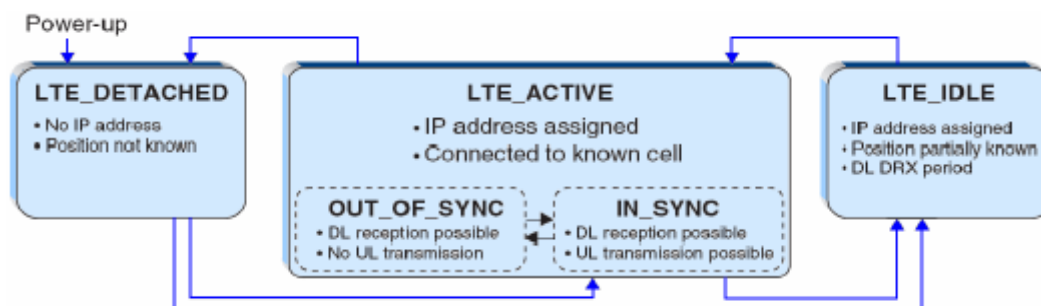 Power-up
LTE_DETACHED
• No IP address
• Position not known
LTE_ACTIVE
• IP address assigned
• Connected to known cell
OUT_OF_SYNC
• DL reception possible
• No UL transmission
IN_SYNC
• DL reception possible
• UL transmission possible
LTE_IDLE
• IP address assigned
• Position partially known
• DL DRX period